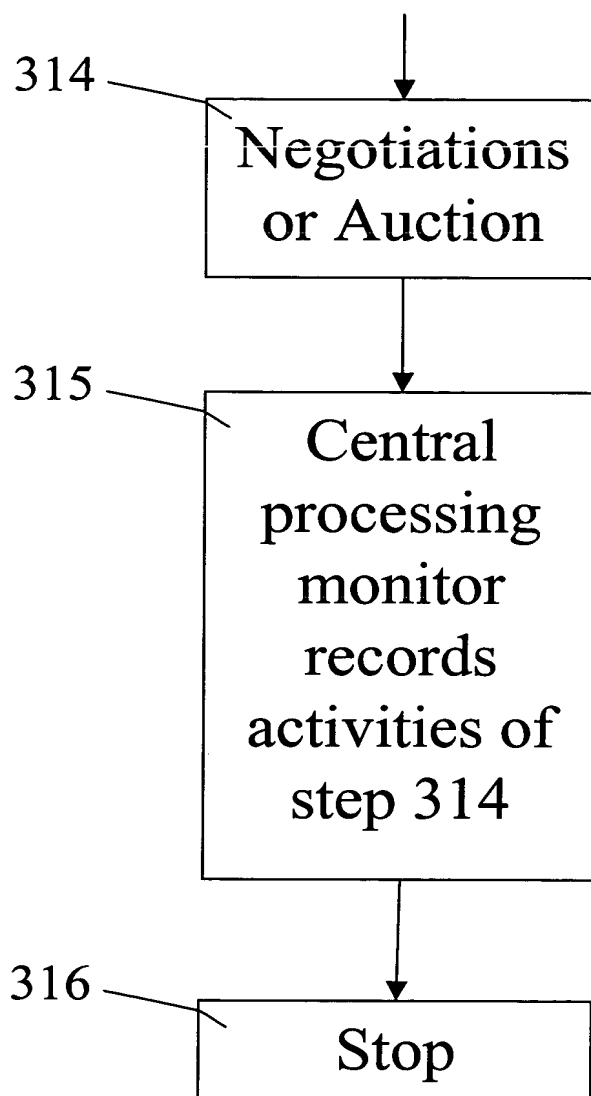 314
Negotiations
or Auction
315
Central
processing
monitor
records
activities of
step 314
316
Stop